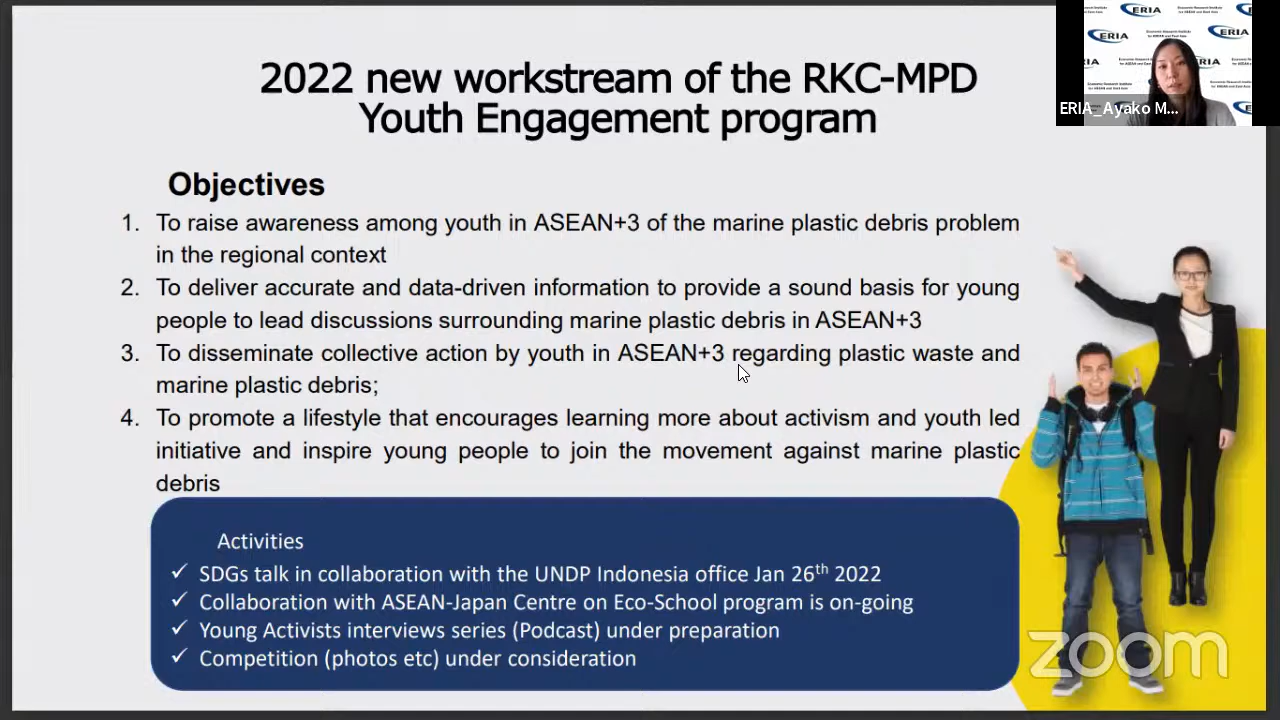 2022 new workstream of the RKC-MPD
Youth Engagement program
Objectives
1. To raise awareness among youth in ASEAN+3 of the marine plastic debris problem
in the regional context
2. To deliver accurate and data-driven information to provide a sound basis for young
people to lead discussions surrounding marine plastic debris in ASEAN+3
3. To disseminate collective action by youth in ASEAN+3 regarding plastic waste and
marine plastic debris;
4. To promote a lifestyle that encourages learning more about activism and youth led
initiative and inspire young people to join the movement against marine plastic
debris
Activities
✓ SDGs talk in collaboration with the UNDP Indonesia office Jan 26th 2022
✓ Collaboration with ASEAN-Japan Centre on Eco-School program is on-going
✓ Young Activists interviews series (Podcast) under preparation
✓ Competition (photos etc) under consideration
ERIA
ERIA
ERIA
ERIA_Ayako M...
zoom